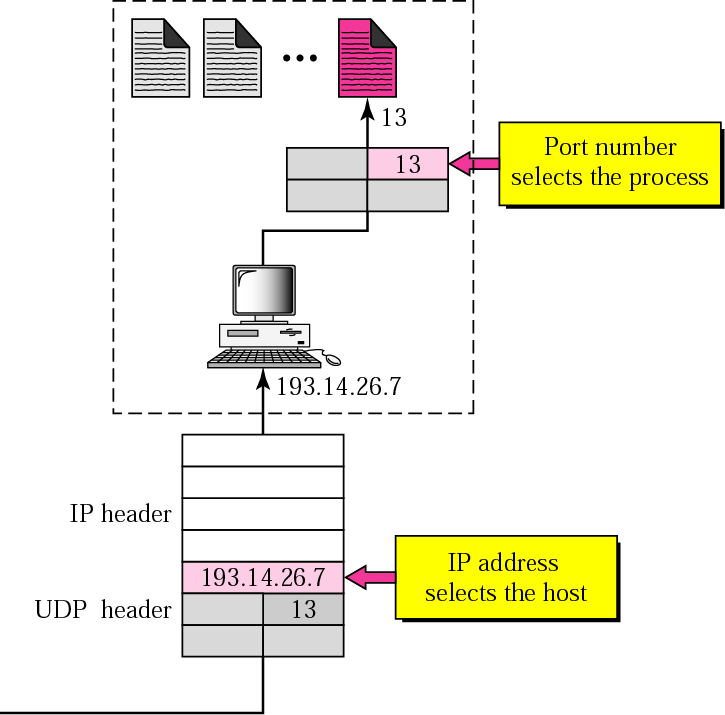 13
13
Port number
selects the process
193.14.26.7
IP header
193.14.26.7
IP address
selects the host
UDP header
13